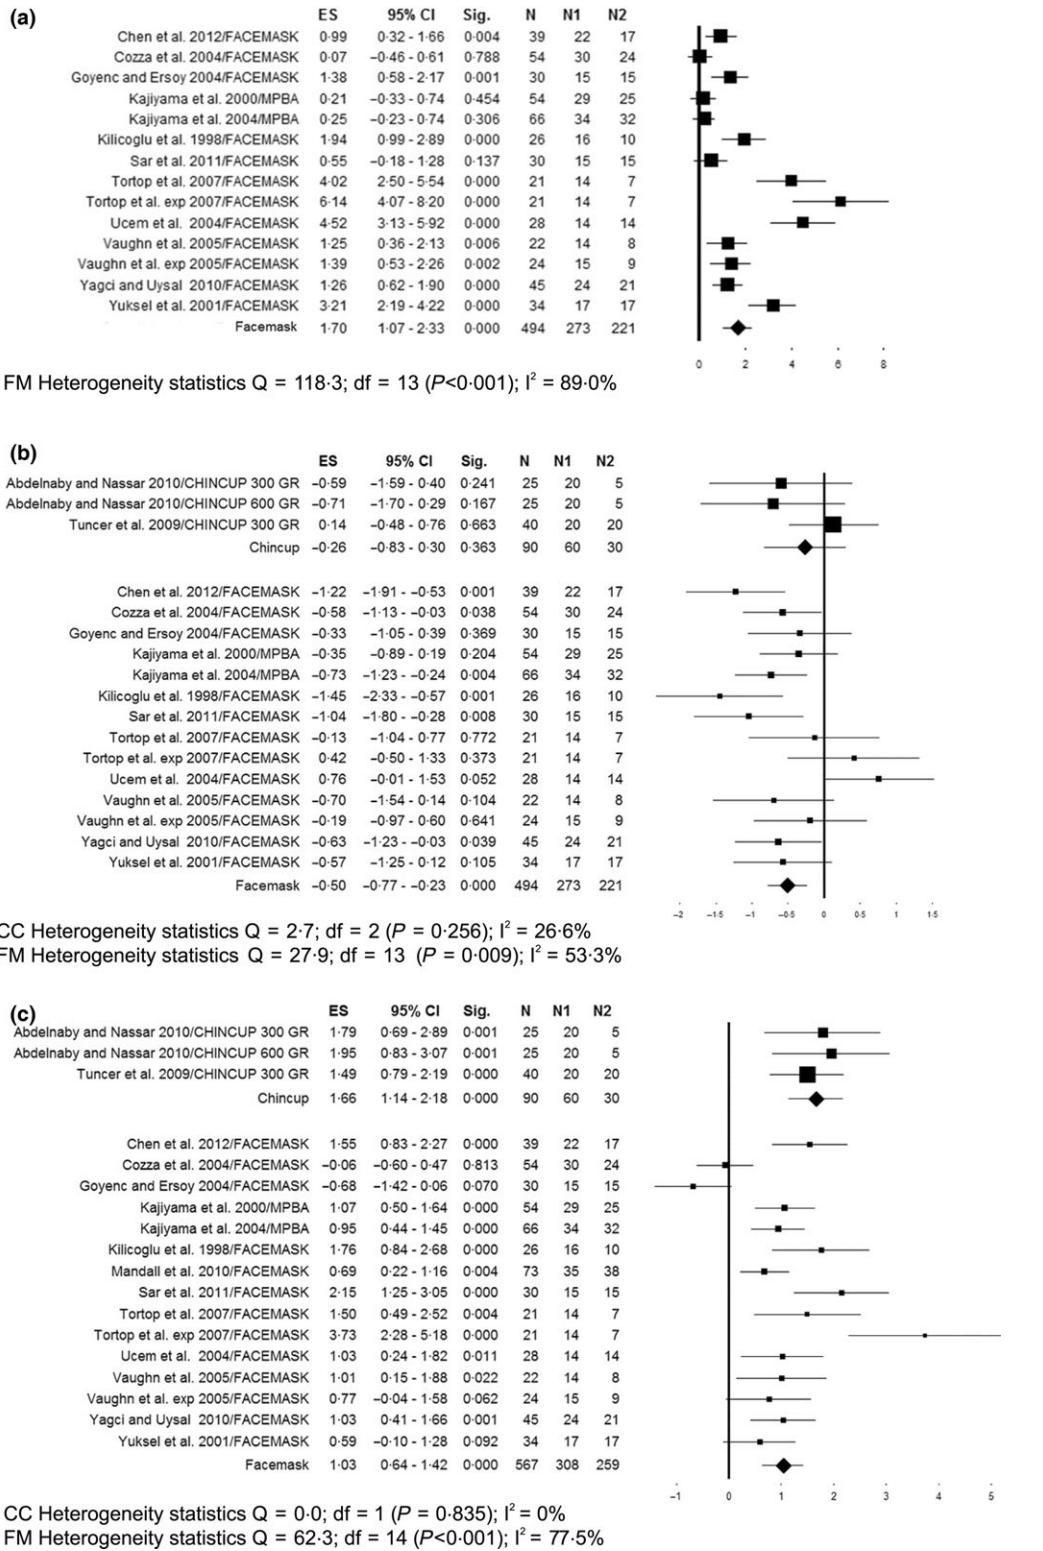 (a)
ES 95% CI Sig. N N1 N2
Chen et al. 2012/FACEMASK 0·99 0·32 - 1·66 0·004 39 22 17
Cozza et al. 2004/FACEMASK 0·07 −0·46 - 0·61 0·788 54 30 24
Goyenc and Ersoy 2004/FACEMASK 1·38 0·58 - 2·17 0·001 30 15 15
Kajiyama et al. 2000/MPBA 0·21 −0·33 - 0·74 0·454 54 29 25
Kajiyama et al. 2004/MPBA 0·25 −0·23 - 0·74 0·306 66 34 32
Kilicoglu et al. 1998/FACEMASK 1·94 0·99 - 2·89 0·000 26 16 10
Sar et al. 2011/FACEMASK 0·55 −0·18 - 1·28 0·137 30 15 15
Tortop et al. 2007/FACEMASK 4·02 2·50 - 5·54 0·000 21 14 7
Tortop et al. exp 2007/FACEMASK 6·14 4·07 - 8·20 0·000 21 14 7
Ucem et al. 2004/FACEMASK 4·52 3·13 - 5·92 0·000 28 14 14
Vaughn et al. 2005/FACEMASK 1·25 0·36 - 2·13 0·006 22 14 8
Vaughn et al. exp 2005/FACEMASK 1·39 0·53 - 2·26 0·002 24 15 9
Yagci and Uysal 2010/FACEMASK 1·26 0·62 - 1·90 0·000 45 24 21
Yuksel et al. 2001/FACEMASK 3·21 2·19 - 4·22 0·000 34 17 17
Facemask 1·70 1·07 - 2·33 0·000 494 273 221
0 2 4 6 8
FM Heterogeneity statistics Q = 118·3; df = 13 (P<0·001); I² = 89·0%
(b)
ES 95% CI Sig. N N1 N2
Abdelnaby and Nassar 2010/CHINCUP 300 GR −0·59 −1·59 - 0·40 0·241 25 20 5
Abdelnaby and Nassar 2010/CHINCUP 600 GR −0·71 −1·70 - 0·29 0·167 25 20 5
Tuncer et al. 2009/CHINCUP 300 GR 0·14 −0·48 - 0·76 0·663 40 20 20
Chincup −0·26 −0·83 - 0·30 0·363 90 60 30
Chen et al. 2012/FACEMASK −1·22 −1·91 - −0·53 0·001 39 22 17
Cozza et al. 2004/FACEMASK −0·58 −1·13 - −0·03 0·038 54 30 24
Goyenc and Ersoy 2004/FACEMASK −0·33 −1·05 - 0·39 0·369 30 15 15
Kajiyama et al. 2000/MPBA −0·35 −0·89 - 0·19 0·204 54 29 25
Kajiyama et al. 2004/MPBA −0·73 −1·23 - −0·24 0·004 66 34 32
Kilicoglu et al. 1998/FACEMASK −1·45 −2·33 - −0·57 0·001 26 16 10
Sar et al. 2011/FACEMASK −1·04 −1·80 - −0·28 0·008 30 15 15
Tortop et al. 2007/FACEMASK −0·13 −1·04 - 0·77 0·772 21 14 7
Tortop et al. exp 2007/FACEMASK 0·42 −0·50 - 1·33 0·373 21 14 7
Ucem et al. 2004/FACEMASK 0·76 −0·01 - 1·53 0·052 28 14 14
Vaughn et al. 2005/FACEMASK −0·70 −1·54 - 0·14 0·104 22 14 8
Vaughn et al. exp 2005/FACEMASK −0·19 −0·97 - 0·60 0·641 24 15 9
Yagci and Uysal 2010/FACEMASK −0·63 −1·23 - −0·03 0·039 45 24 21
Yuksel et al. 2001/FACEMASK −0·57 −1·25 - 0·12 0·105 34 17 17
Facemask −0·50 −0·77 - −0·23 0·000 494 273 221
−2 −1·5 −1 −0·5 0 0·5 1 1·5
CC Heterogeneity statistics Q = 2·7; df = 2 (P = 0·256); I² = 26·6%
FM Heterogeneity statistics Q = 27·9; df = 13 (P = 0·009); I² = 53·3%
(c)
ES 95% CI Sig. N N1 N2
Abdelnaby and Nassar 2010/CHINCUP 300 GR 1·79 0·69 - 2·89 0·001 25 20 5
Abdelnaby and Nassar 2010/CHINCUP 600 GR 1·95 0·83 - 3·07 0·001 25 20 5
Tuncer et al. 2009/CHINCUP 300 GR 1·49 0·79 - 2·19 0·000 40 20 20
Chincup 1·66 1·14 - 2·18 0·000 90 60 30
Chen et al. 2012/FACEMASK 1·55 0·83 - 2·27 0·000 39 22 17
Cozza et al. 2004/FACEMASK −0·06 −0·60 - 0·47 0·813 54 30 24
Goyenc and Ersoy 2004/FACEMASK −0·68 −1·42 - 0·06 0·070 30 15 15
Kajiyama et al. 2000/MPBA 1·07 0·50 - 1·64 0·000 54 29 25
Kajiyama et al. 2004/MPBA 0·95 0·44 - 1·45 0·000 66 34 32
Kilicoglu et al. 1998/FACEMASK 1·76 0·84 - 2·68 0·000 26 16 10
Mandall et al. 2010/FACEMASK 0·69 0·22 - 1·16 0·004 73 35 38
Sar et al. 2011/FACEMASK 2·15 1·25 - 3·05 0·000 30 15 15
Tortop et al. 2007/FACEMASK 1·50 0·49 - 2·52 0·004 21 14 7
Tortop et al. exp 2007/FACEMASK 3·73 2·28 - 5·18 0·000 21 14 7
Ucem et al. 2004/FACEMASK 1·03 0·24 - 1·82 0·011 28 14 14
Vaughn et al. 2005/FACEMASK 1·01 0·15 - 1·88 0·022 22 14 8
Vaughn et al. exp 2005/FACEMASK 0·77 −0·04 - 1·58 0·062 24 15 9
Yagci and Uysal 2010/FACEMASK 1·03 0·41 - 1·66 0·001 45 24 21
Yuksel et al. 2001/FACEMASK 0·59 −0·10 - 1·28 0·092 34 17 17
Facemask 1·03 0·64 - 1·42 0·000 567 308 259
−1 0 1 2 3 4 5
CC Heterogeneity statistics Q = 0·0; df = 1 (P = 0·835); I² = 0%
FM Heterogeneity statistics Q = 62·3; df = 14 (P<0·001); I² = 77·5%